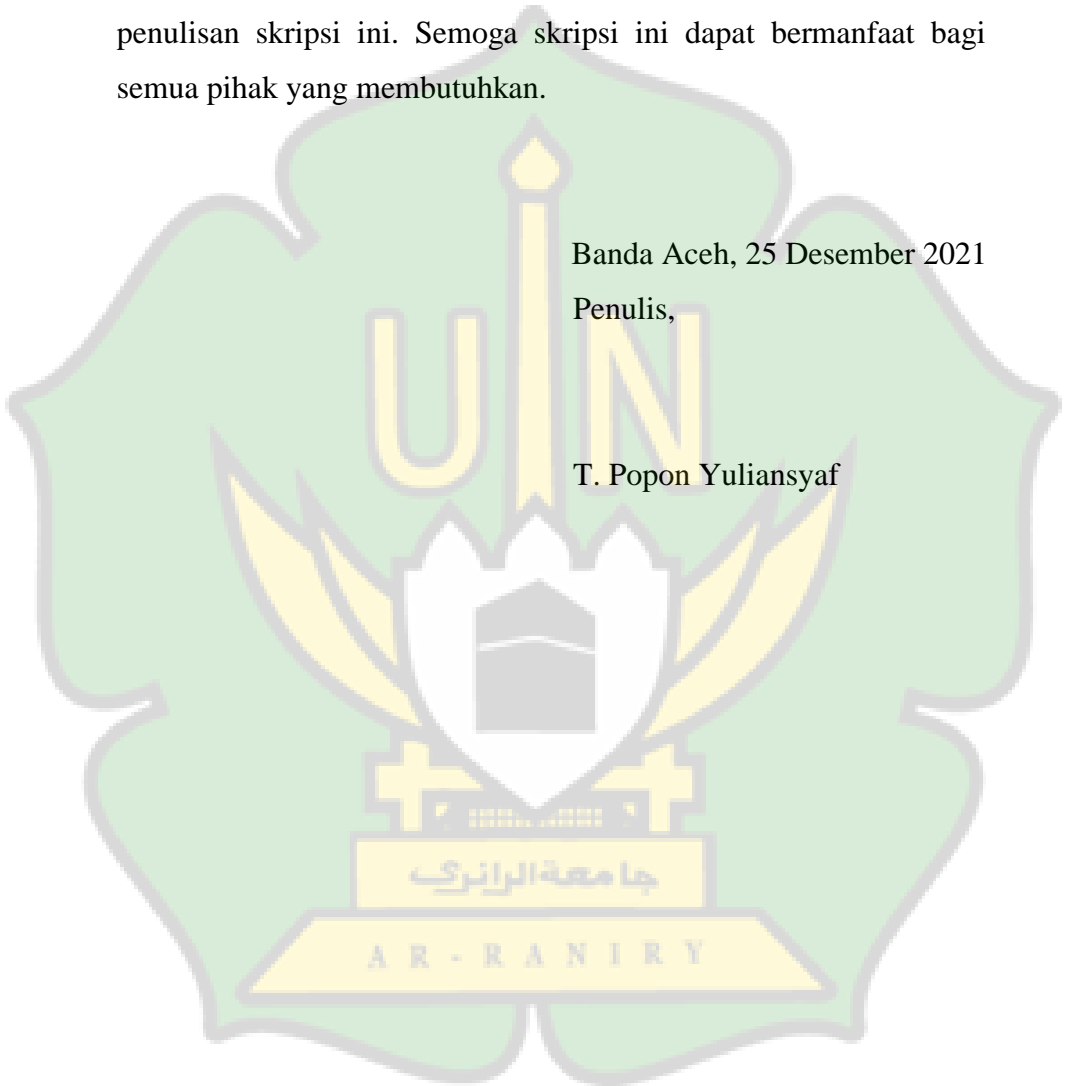 penulisan skripsi ini. Semoga skripsi ini dapat bermanfaat bagi
semua pihak yang membutuhkan.
Banda Aceh, 25 Desember 2021
Penulis,
T. Popon Yuliansyaf
UIN
جامعة الرانري
AR-RANIRY